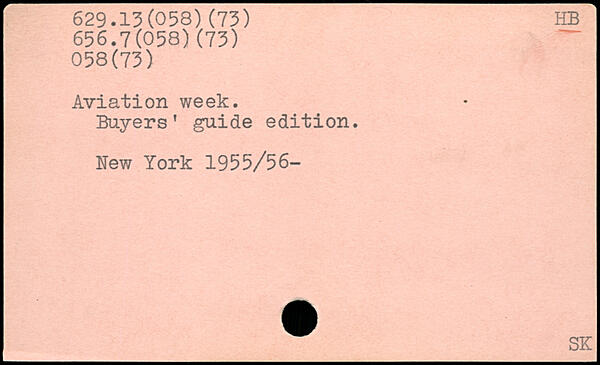 629.13(058)(73)
HB
656.7(058)(73)
058(73)
Aviation week.
Buyers' guide edition.
New York 1955/56-
SK